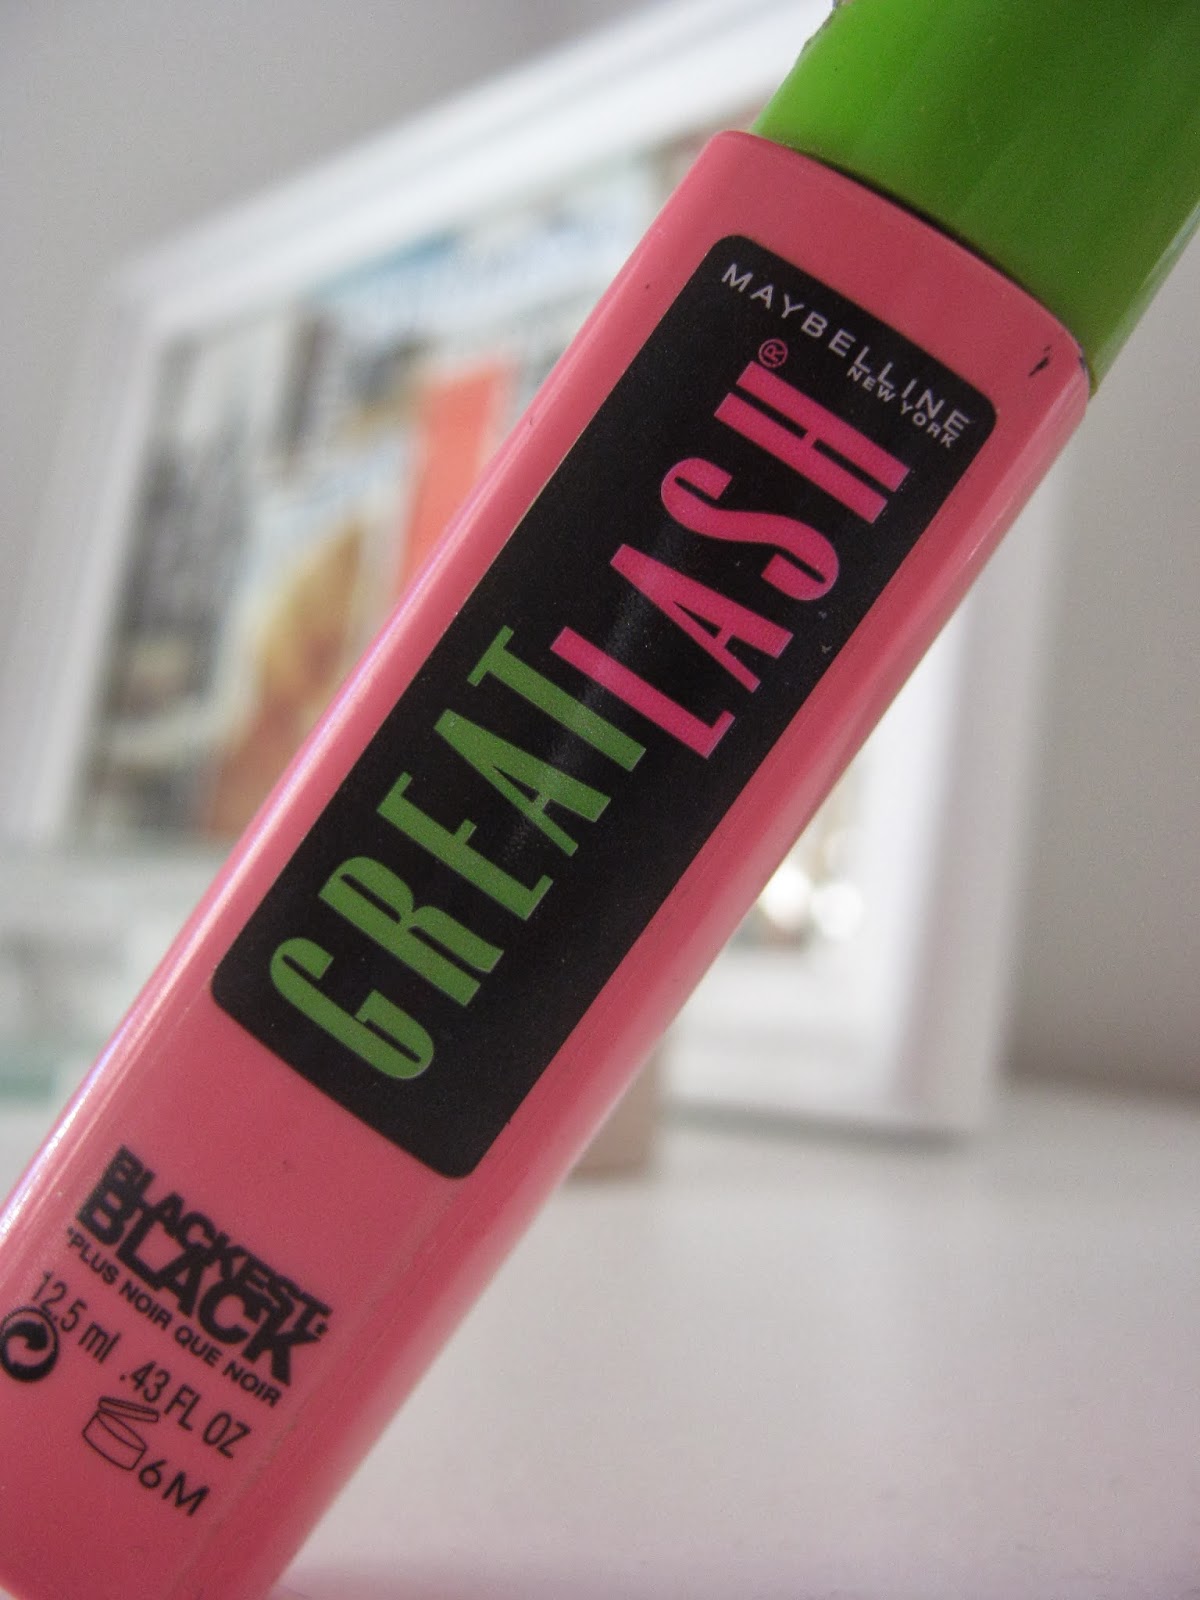 MAYBELLINE
NEW YORK
GREAT LASH®
BLACKEST*
BLACK
*PLUS NOIR QUE NOIR
12,5 ml .43 FL OZ
6M